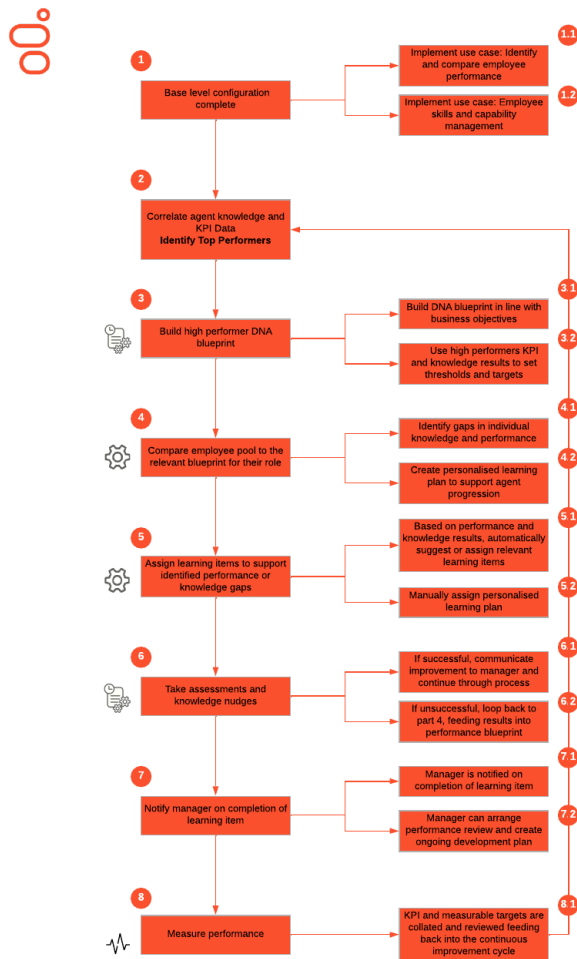 1.1
1
Implement use case: Identify
and compare employee
performance
Base level configuration
complete
1.2
Implement use case: Employee
skills and capability
management
2
Correlate agent knowledge and
KPI Data
Identify Top Performers
3
Build high performer DNA
blueprint
3.1
Build DNA blueprint in line with
business objectives
3.2
Use high performers KPI
and knowledge results to set
thresholds and targets
4
Compare employee pool to the
relevant blueprint for their role
4.1
Identify gaps in individual
knowledge and performance
4.2
Create personalised learning
plan to support agent
progression
5
Assign learning items to support
identified performance or
knowledge gaps
5.1
Based on performance and
knowledge results, automatically
suggest or assign relevant
learning items
5.2
Manually assign personalised
learning plan
6
Take assessments and
knowledge nudges
6.1
If successful, communicate
improvement to manager and
continue through process
6.2
If unsuccessful, loop back to
part 4, feeding results into
performance blueprint
7
Notify manager on completion of
learning item
7.1
Manager is notified on
completion of learning item
7.2
Manager can arrange
performance review and create
ongoing development plan
8
Measure performance
8.1
KPI and measurable targets are
collated and reviewed feeding
back into the continuous
improvement cycle